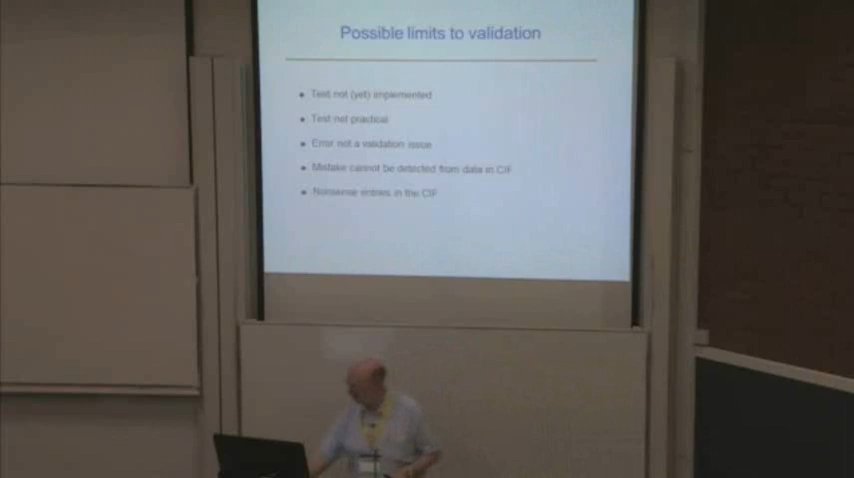 Possible limits to validation
• Test not (yet) implemented
• Test not practical
• Error not a validation issue
• Mistake cannot be detected from data in CIF
• Nonsense entries in the CIF